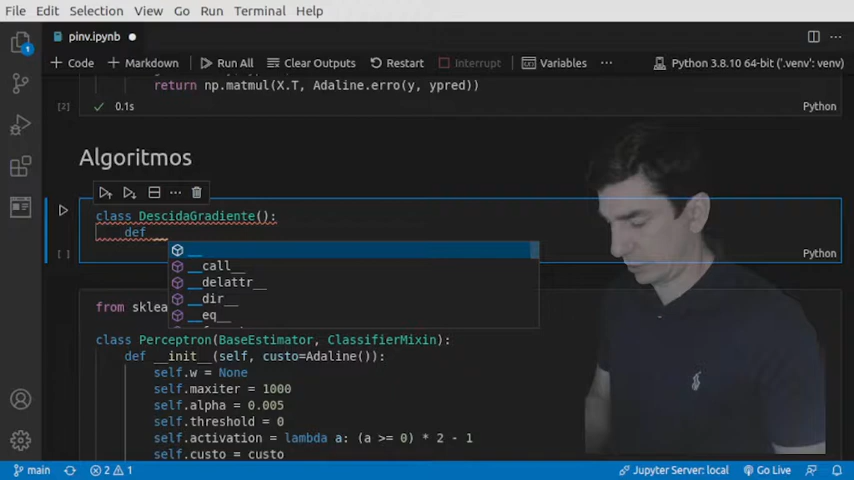 File Edit Selection View Go Run Terminal Help
pinv.ipynb
+ Code + Markdown Run All Clear Outputs Restart Interrupt Variables ... Python 3.8.10 64-bit ('.venv': venv)
return np.matmul(X.T, Adaline.erro(y, ypred))
[2] 0.1s Python
Algoritmos
class DescidaGradiente():
def __
__
__call__
[ ] Python
__delattr__
__dir__
__eq__
from sklea
class Perceptron(BaseEstimator, ClassifierMixin):
def __init__(self, custo=Adaline()):
self.w = None
self.maxiter = 1000
self.alpha = 0.005
self.threshold = 0
self.activation = lambda a: (a >= 0) * 2 - 1
self.custo = custo
main 2 1 Jupyter Server: local Go Live
1